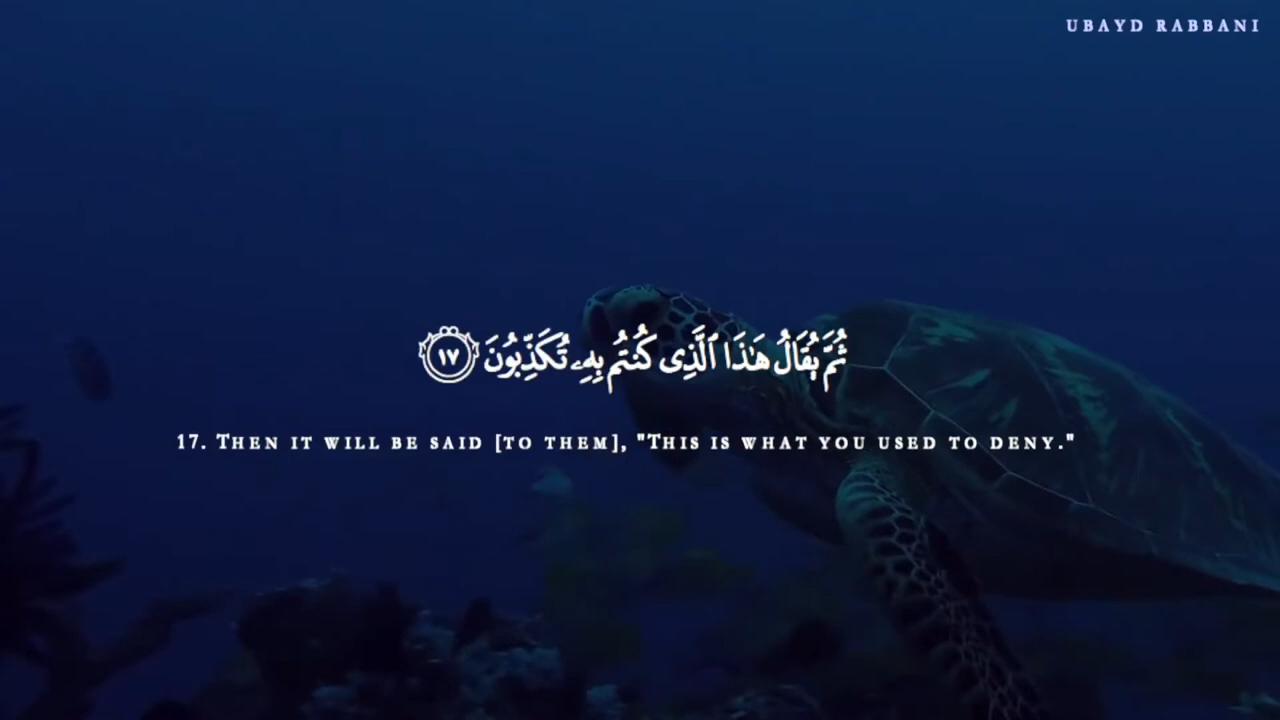 UBAYD RABBANI
ثُمَّ يُقَالُ هَـٰذَا ٱلَّذِى كُنتُم بِهِۦ تُكَذِّبُونَ ١٧
17. THEN IT WILL BE SAID [TO THEM], "THIS IS WHAT YOU USED TO DENY."